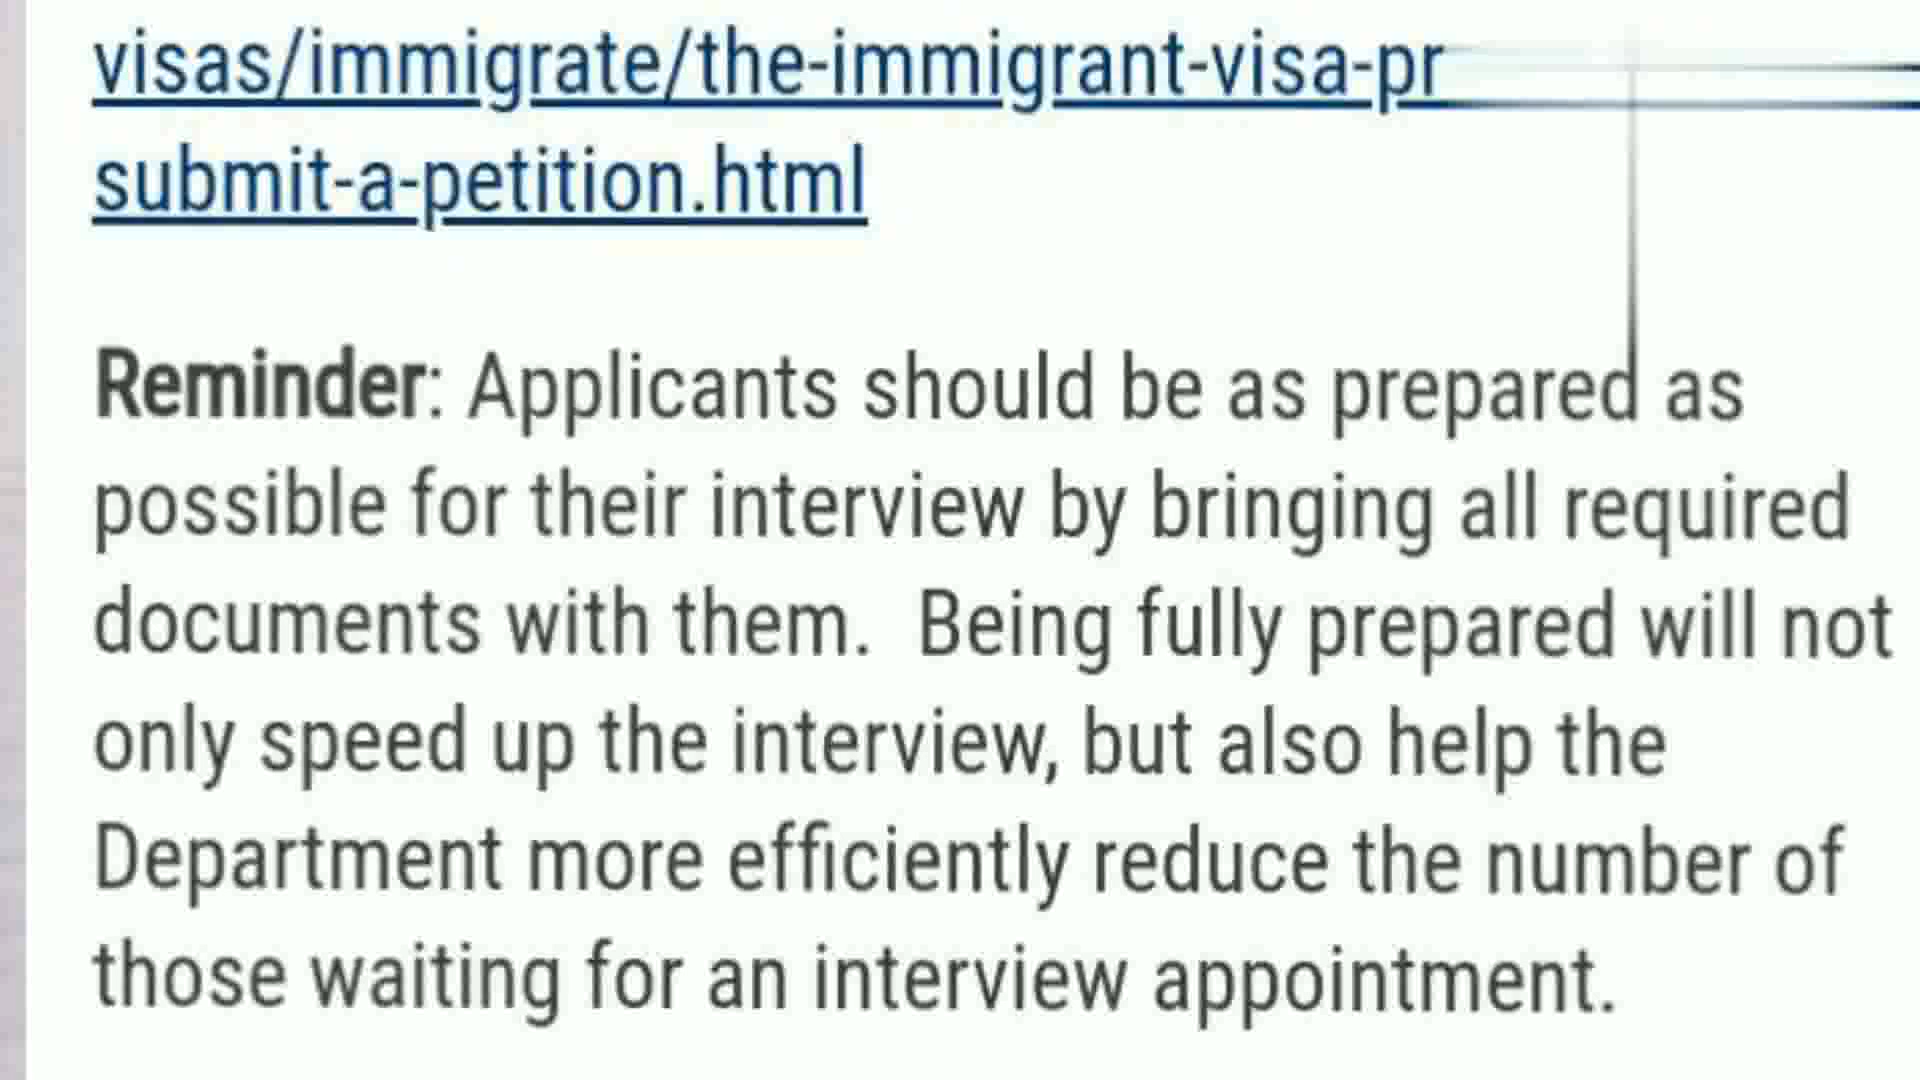 visas/immigrate/the-immigrant-visa-pr
submit-a-petition.html
Reminder: Applicants should be as prepared as
possible for their interview by bringing all required
documents with them.  Being fully prepared will not
only speed up the interview, but also help the
Department more efficiently reduce the number of
those waiting for an interview appointment.